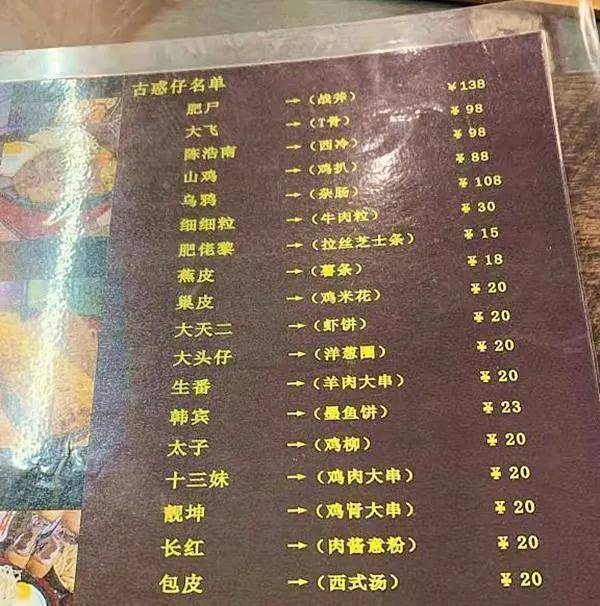 古惑仔名单
肥尸 → (战斧) ¥138
大飞 → (T骨) ¥98
陈浩南 → (西冷) ¥98
山鸡 → (鸡扒) ¥88
乌鸦 → (杂肠) ¥108
细细粒 → (牛肉粒) ¥30
肥佬黎 → (拉丝芝士条) ¥15
蕉皮 → (薯条) ¥18
巢皮 → (鸡米花) ¥20
大天二 → (虾饼) ¥20
大头仔 → (洋葱圈) ¥20
生番 → (羊肉大串) ¥20
韩宾 → (墨鱼饼) ¥23
太子 → (鸡柳) ¥20
十三妹 → (鸡肉大串) ¥20
靓坤 → (鸡肾大串) ¥20
长红 → (肉酱意粉) ¥20
包皮 → (西式汤) ¥20